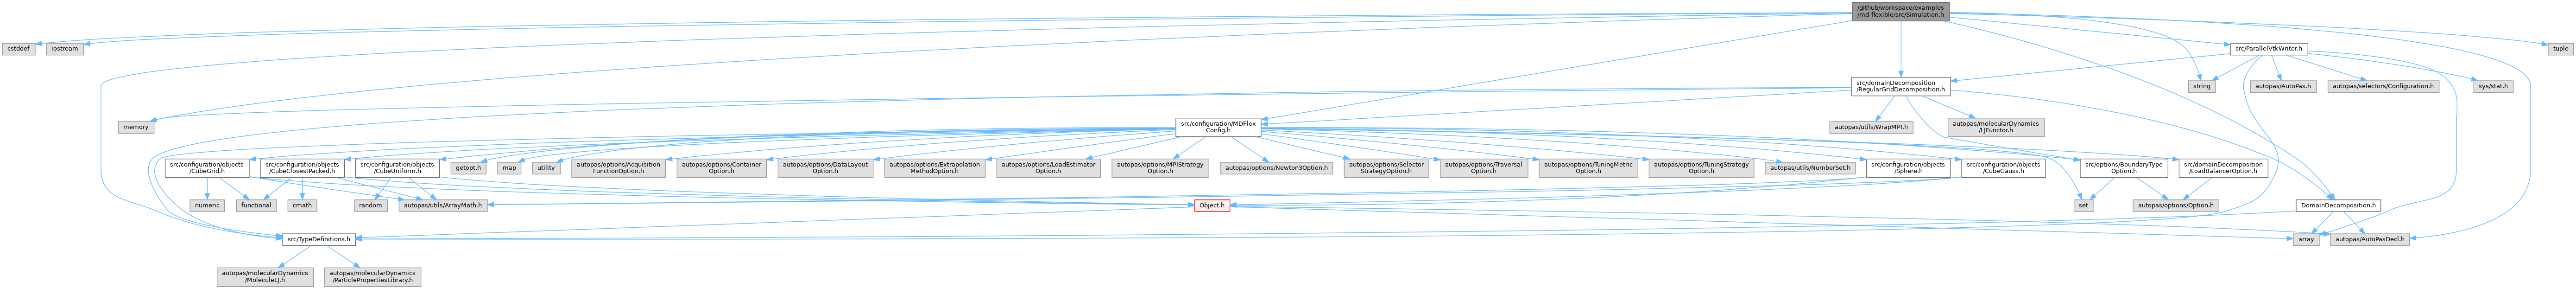 /github/workspace/examples
/md-flexible/src/Simulation.h
cstddef
iostream
src/ParallelVtkWriter.h
tuple
src/domainDecomposition
/RegularGridDecomposition.h
string
autopas/AutoPas.h
autopas/selectors/Configuration.h
sys/stat.h
memory
src/configuration/MDFlex
Config.h
autopas/utils/WrapMPI.h
autopas/molecularDynamics
/LJFunctor.h
src/configuration/objects
/CubeGrid.h
src/configuration/objects
/CubeClosestPacked.h
src/configuration/objects
/CubeUniform.h
getopt.h
map
utility
autopas/options/Acquisition
FunctionOption.h
autopas/options/Container
Option.h
autopas/options/DataLayout
Option.h
autopas/options/Extrapolation
MethodOption.h
autopas/options/LoadEstimator
Option.h
autopas/options/MPIStrategy
Option.h
autopas/options/Newton3Option.h
autopas/options/Selector
StrategyOption.h
autopas/options/Traversal
Option.h
autopas/options/TuningMetric
Option.h
autopas/options/TuningStrategy
Option.h
autopas/utils/NumberSet.h
src/configuration/objects
/Sphere.h
src/configuration/objects
/CubeGauss.h
src/options/BoundaryType
Option.h
src/domainDecomposition
/LoadBalancerOption.h
numeric
functional
cmath
random
autopas/utils/ArrayMath.h
Object.h
set
autopas/options/Option.h
DomainDecomposition.h
src/TypeDefinitions.h
array
autopas/AutoPasDecl.h
autopas/molecularDynamics
/MoleculeLJ.h
autopas/molecularDynamics
/ParticlePropertiesLibrary.h